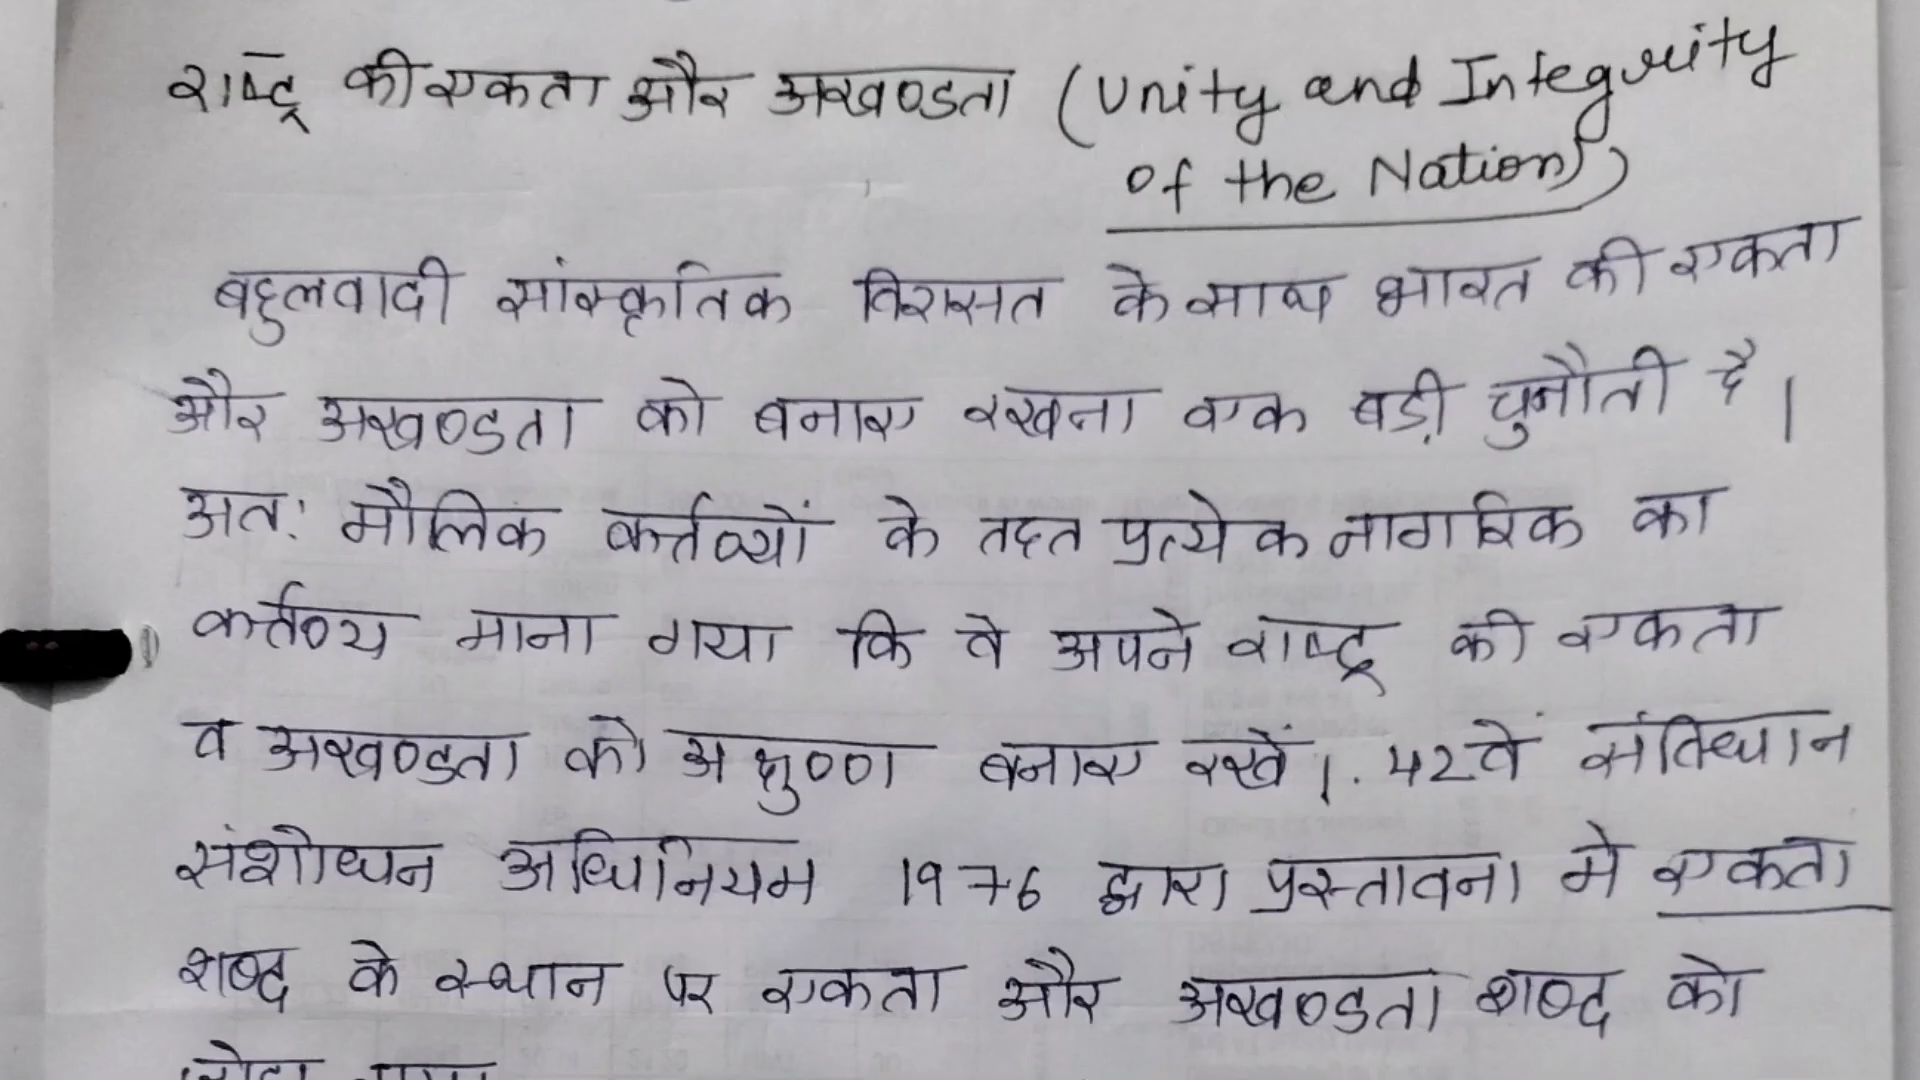 राष्ट्र की एकता और अखण्डता (Unity and Integruity
of the Nation)
बहुलवादी सांस्कृतिक विरासत के साथ भारत की एकता
और अखण्डता को बनाए रखना एक बड़ी चुनौती है।
अतः मौलिक कर्त्तव्यों के तहत प्रत्येक नागरिक का
कर्त्तव्य माना गया कि वे अपने राष्ट्र की एकता
व अखण्डता को अक्षुण्ण बनाए रखें।. 42वें संविधान
संशोधन अधिनियम 1976 द्वारा प्रस्तावना मे एकता
शब्द के स्थान पर एकता और अखण्डता शब्द को